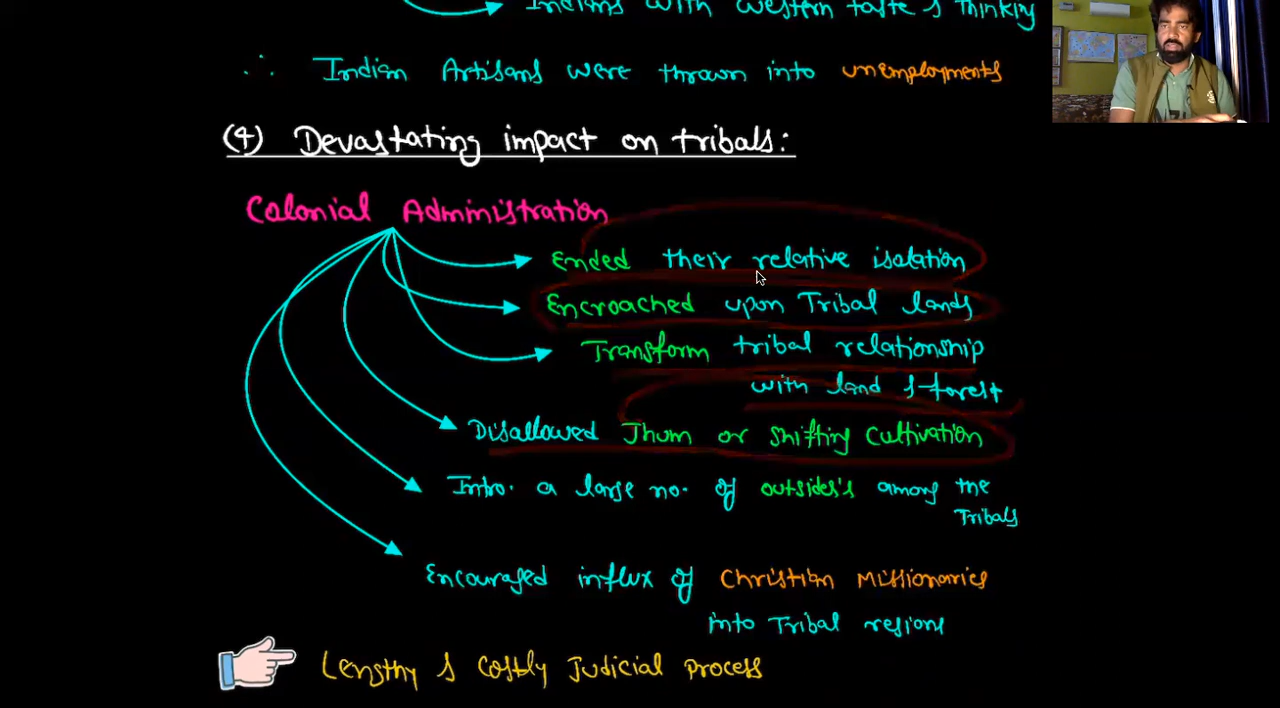 Indians with western taste & thinking
∴ Indian Artisans were thrown into unemployments
(4) Devastating impact on tribals:
Colonial Administration
Ended their relative isolation
Encroached upon Tribal lands
Transform tribal relationship
with land & forest
Disallowed Jhum or Shifting Cultivation
Intro. a large no. of outsides's among the
Tribals
Encouraged influx of Christian Missionaries
into Tribal regions
Lengthy & Costly Judicial process